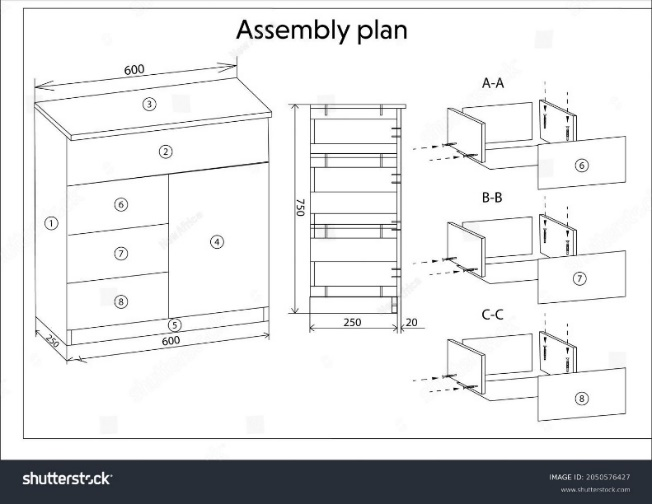 Assembly plan
600
3
2
1
6
4
7
8
5
250
600
750
250
20
A-A
6
B-B
7
C-C
8
shutterstock
IMAGE ID: 2050576427
www.shutterstock.com